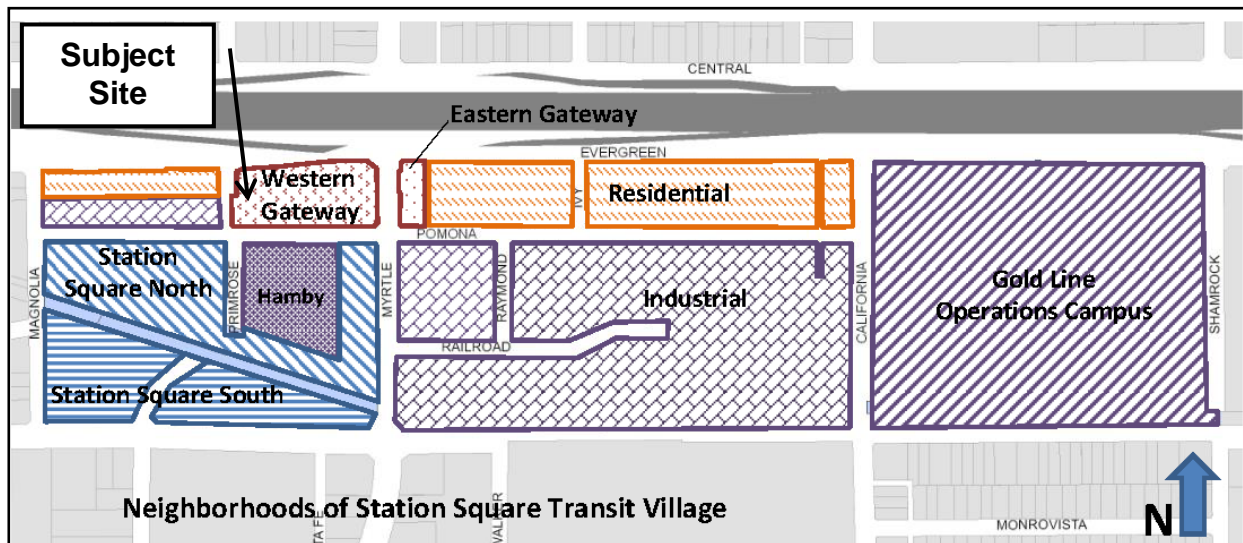 Subject
Site
CENTRAL
Eastern Gateway
EVERGREEN
Western
Gateway
IVY
Residential
POMONA
Station
Square North
MAGNOLIA
PRIMROSE
Hamby
MYRTLE
RAYMOND
Industrial
CALIFORNIA
Gold Line
Operations Campus
SHAMROCK
RAILROAD
Station Square South
Neighborhoods of Station Square Transit Village
MONROVISTA
N